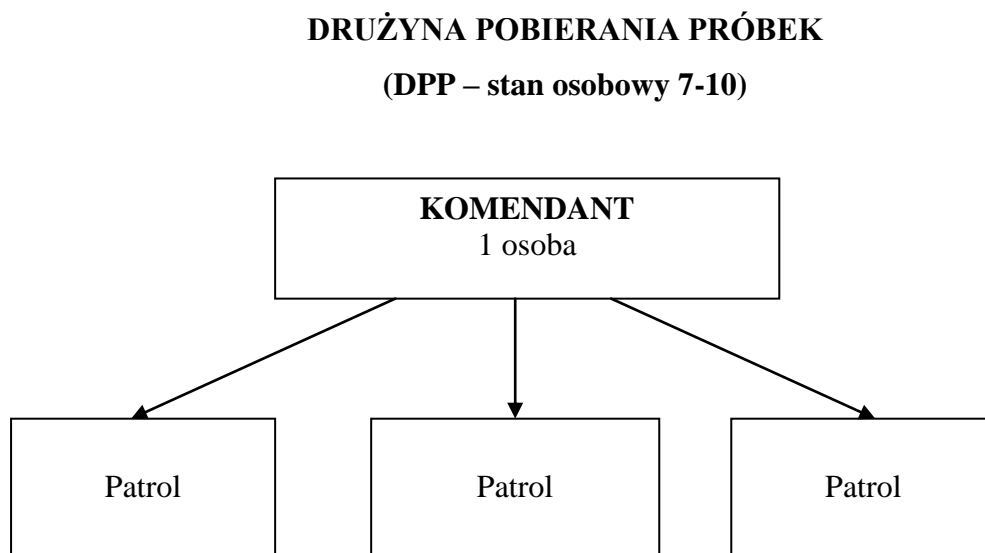 DRUŻYNA POBIERANIA PRÓBEK
(DPP – stan osobowy 7-10)
KOMENDANT
1 osoba
Patrol
Patrol
Patrol